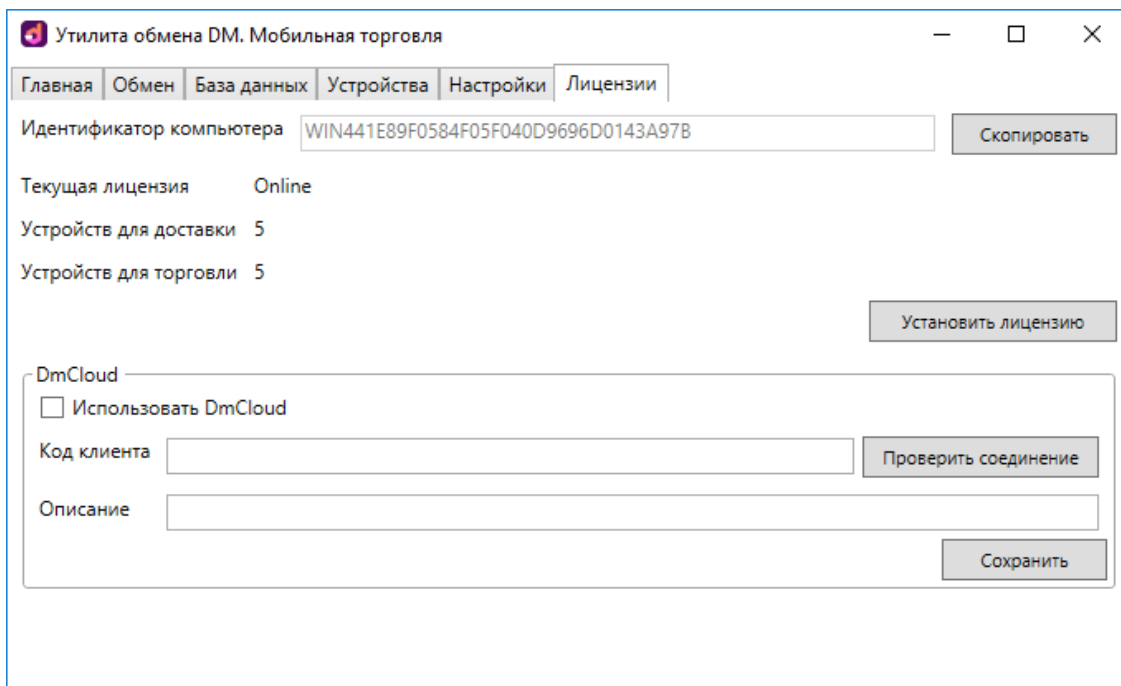 Утилита обмена DM. Мобильная торговля
Главная Обмен База данных Устройства Настройки Лицензии
Идентификатор компьютера WIN441E89F0584F05F040D9696D0143A97B Скопировать
Текущая лицензия Online
Устройств для доставки 5
Устройств для торговли 5
Установить лицензию
DmCloud
Использовать DmCloud
Код клиента Проверить соединение
Описание
Сохранить